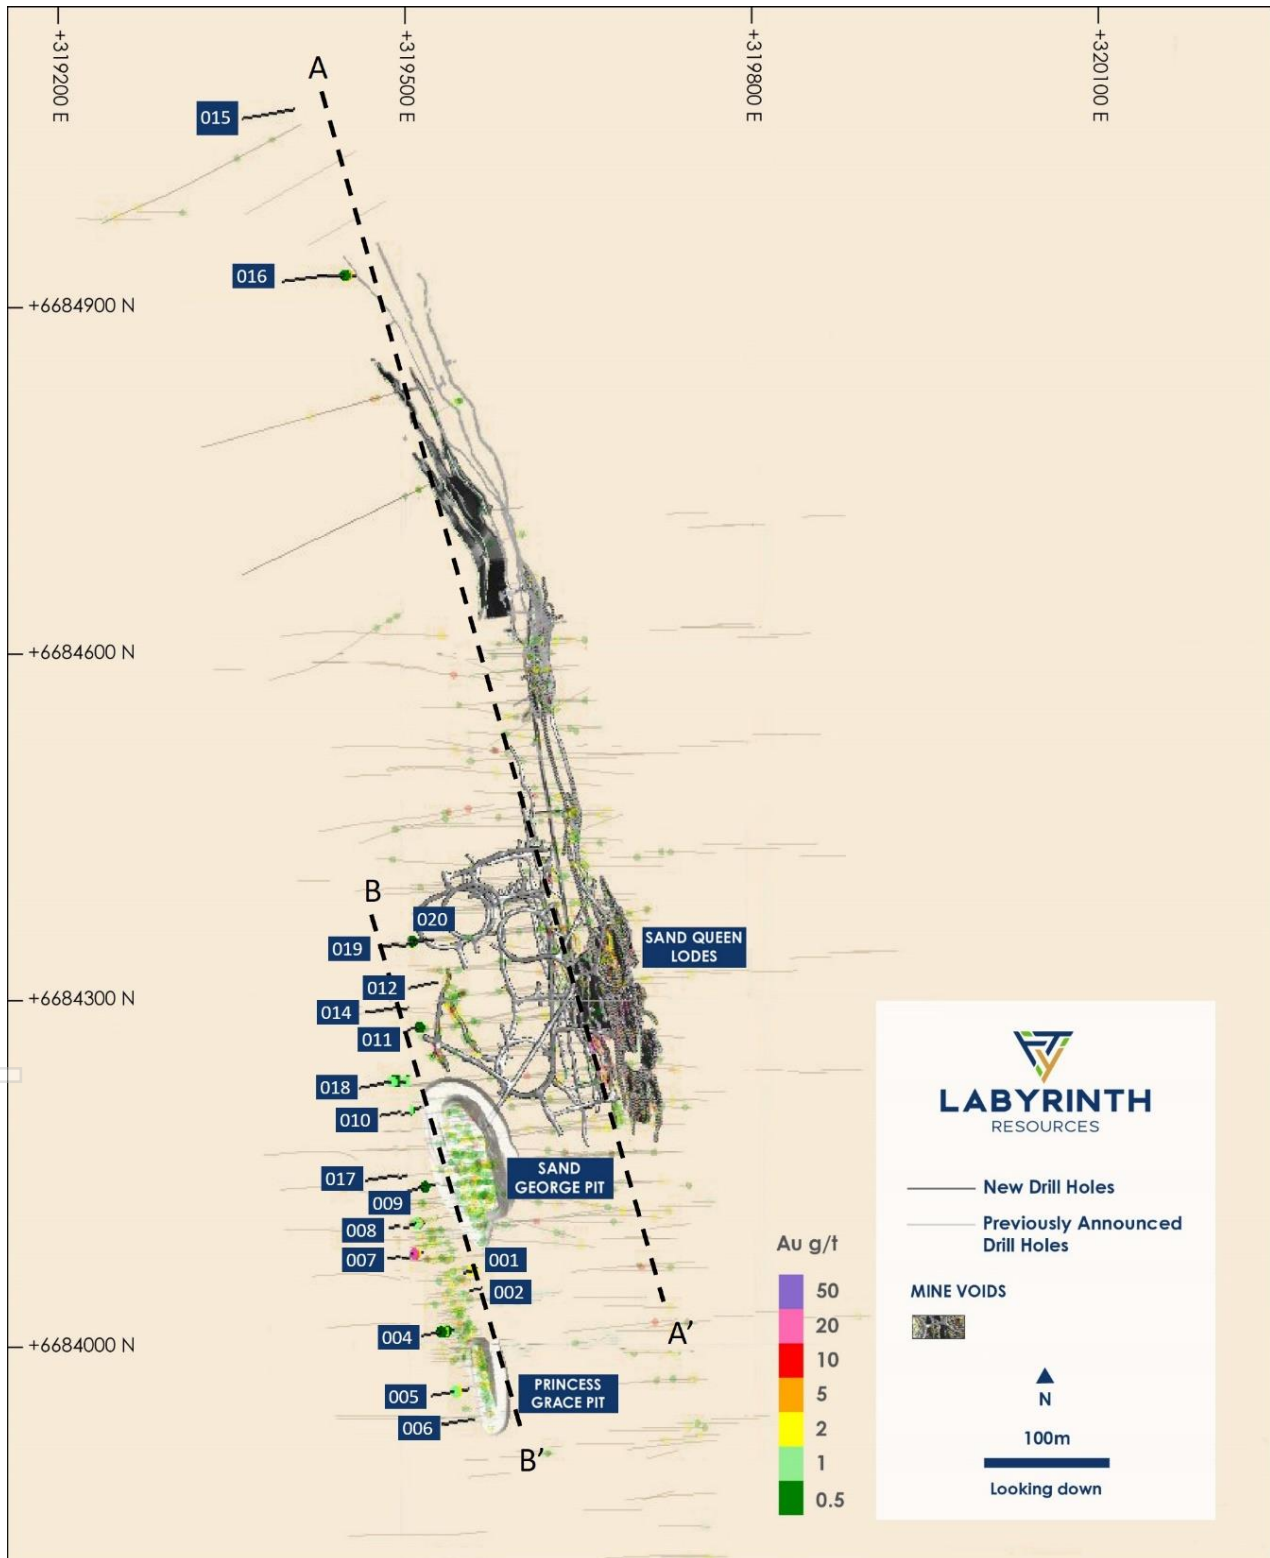 +319200 E
+319500 E
+319800 E
+320100 E
A
015
016
+6684900 N
+6684600 N
B
020
019
SAND QUEEN
LODES
012
+6684300 N
014
011
018
010
SAND
GEORGE PIT
017
009
008
007
001
002
004
+6684000 N
A’
005
PRINCESS
GRACE PIT
006
B’
Au g/t
50
20
10
5
2
1
0.5
LABYRINTH
RESOURCES
New Drill Holes
Previously Announced
Drill Holes
MINE VOIDS
N
100m
Looking down